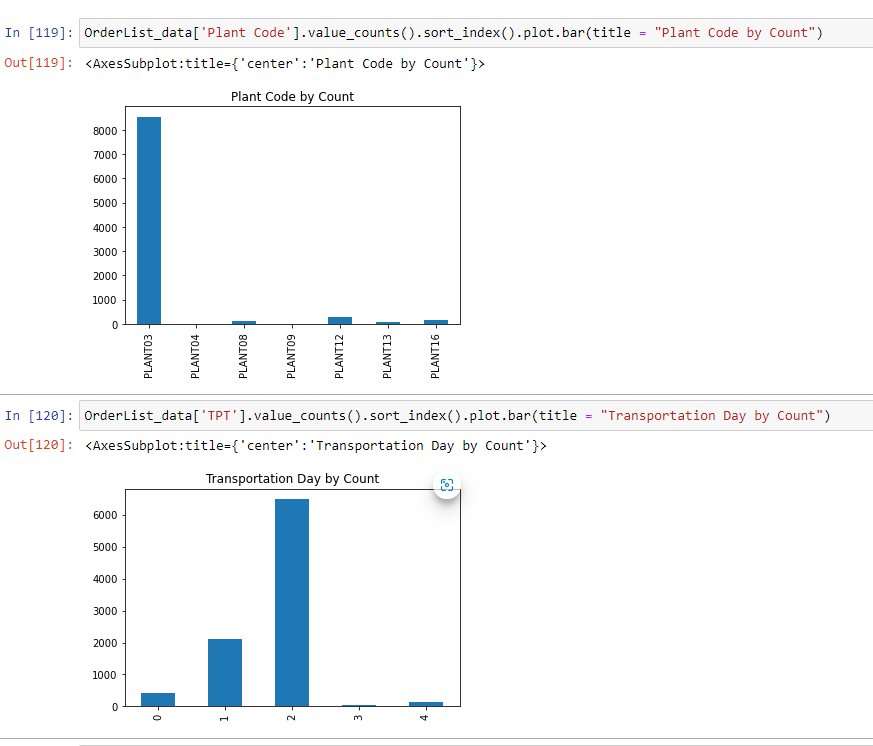 In [119]: OrderList_data['Plant Code'].value_counts().sort_index().plot.bar(title = "Plant Code by Count")
Out[119]: <AxesSubplot:title={'center':'Plant Code by Count'}>
Plant Code by Count
8000
7000
6000
5000
4000
3000
2000
1000
0
PLANT03 PLANT04 PLANT08 PLANT09 PLANT12 PLANT13 PLANT16
In [120]: OrderList_data['TPT'].value_counts().sort_index().plot.bar(title = "Transportation Day by Count")
Out[120]: <AxesSubplot:title={'center':'Transportation Day by Count'}>
Transportation Day by Count
6000
5000
4000
3000
2000
1000
0
0 1 2 3 4